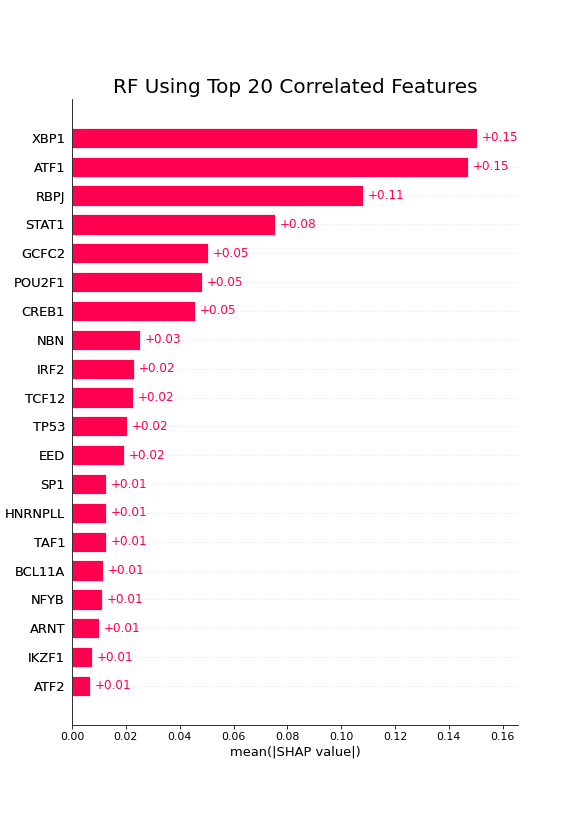 RF Using Top 20 Correlated Features
XBP1 +0.15
ATF1 +0.15
RBPJ +0.11
STAT1 +0.08
GCFC2 +0.05
POU2F1 +0.05
CREB1 +0.05
NBN +0.03
IRF2 +0.02
TCF12 +0.02
TP53 +0.02
EED +0.02
SP1 +0.01
HNRNPLL +0.01
TAF1 +0.01
BCL11A +0.01
NFYB +0.01
ARNT +0.01
IKZF1 +0.01
ATF2 +0.01
0.00 0.02 0.04 0.06 0.08 0.10 0.12 0.14 0.16
mean(|SHAP value|)